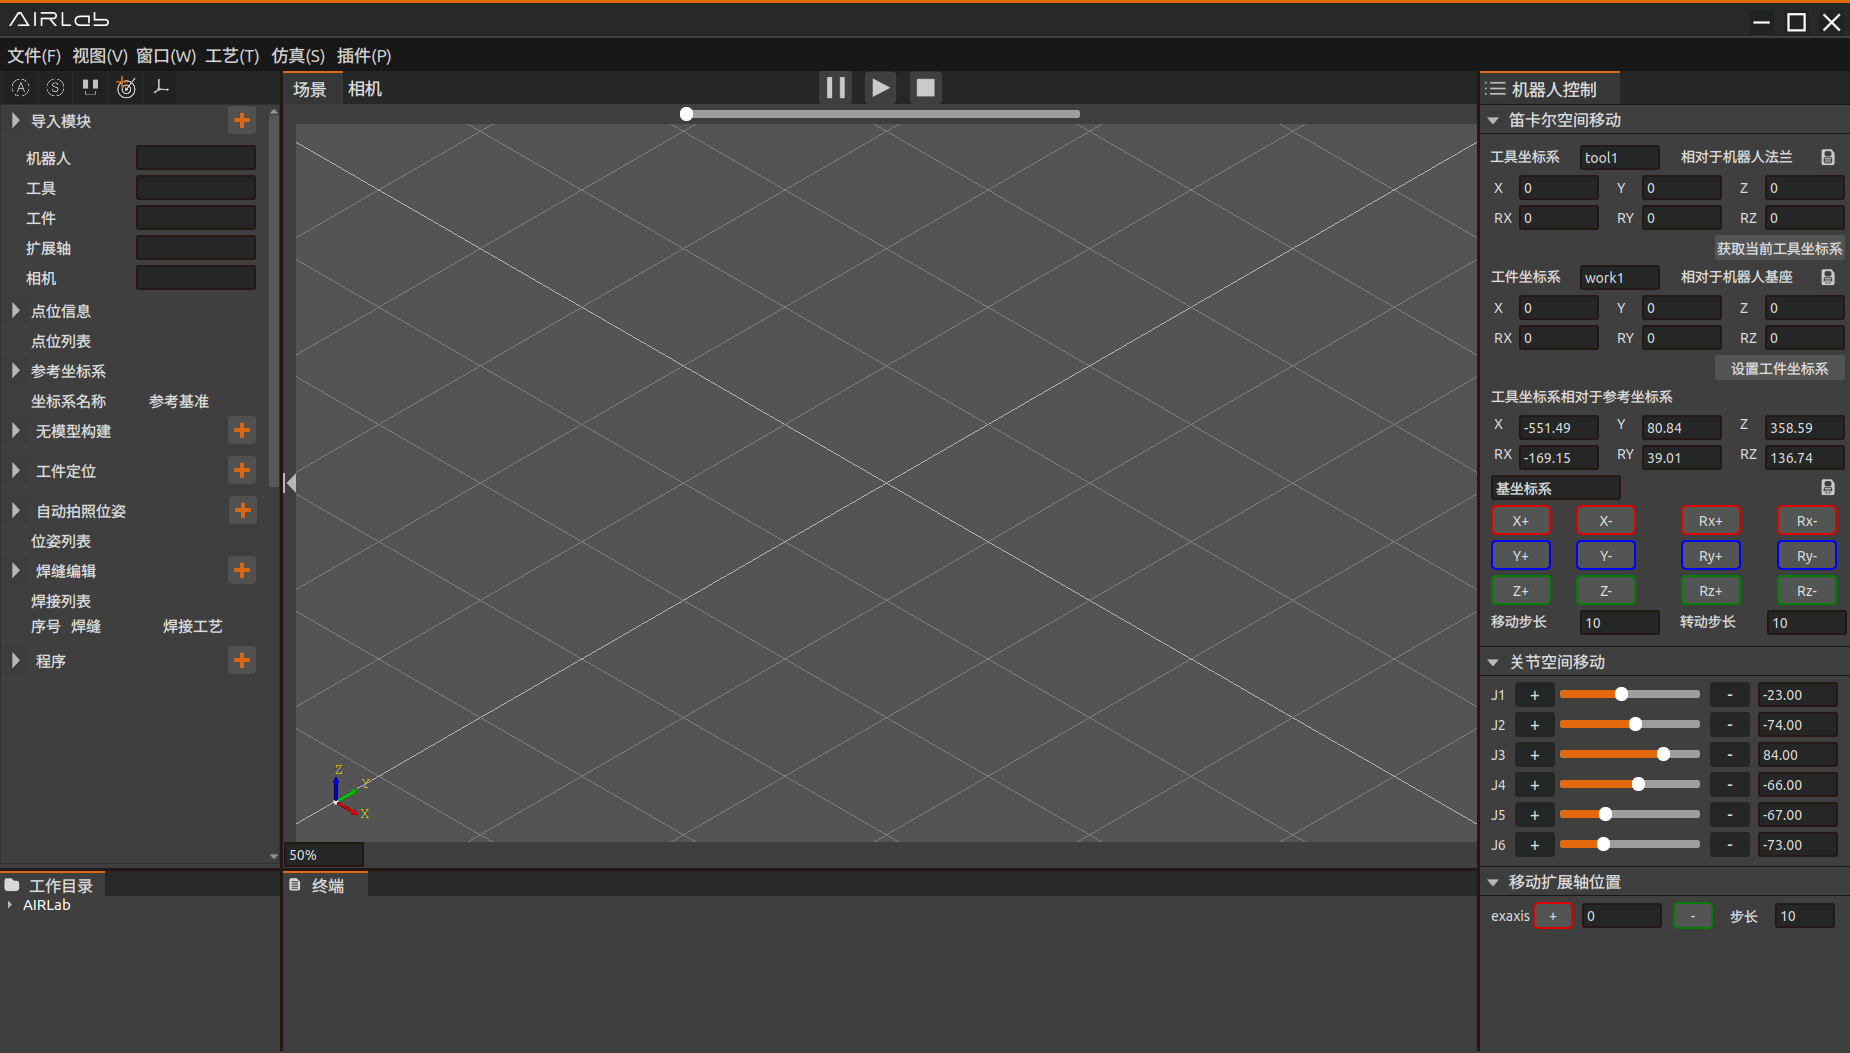 AIRLab
文件(F) 视图(V) 窗口(W) 工艺(T) 仿真(S) 插件(P)
A S
导入模块
机器人
工具
工件
扩展轴
相机
点位信息
点位列表
参考坐标系
坐标系名称 参考基准
无模型构建
工件定位
自动拍照位姿
位姿列表
焊缝编辑
焊接列表
序号 焊缝 焊接工艺
程序
工作目录
AIRLab
场景 相机
Z
Y
X
50%
终端
机器人控制
笛卡尔空间移动
工具坐标系 tool1 相对于机器人法兰
X 0 Y 0 Z 0
RX 0 RY 0 RZ 0
获取当前工具坐标系
工件坐标系 work1 相对于机器人基座
X 0 Y 0 Z 0
RX 0 RY 0 RZ 0
设置工件坐标系
工具坐标系相对于参考坐标系
X -551.49 Y 80.84 Z 358.59
RX -169.15 RY 39.01 RZ 136.74
基坐标系
X+ X- Rx+ Rx-
Y+ Y- Ry+ Ry-
Z+ Z- Rz+ Rz-
移动步长 10 转动步长 10
关节空间移动
J1 + - -23.00
J2 + - -74.00
J3 + - 84.00
J4 + - -66.00
J5 + - -67.00
J6 + - -73.00
移动扩展轴位置
exaxis + 0 - 步长 10